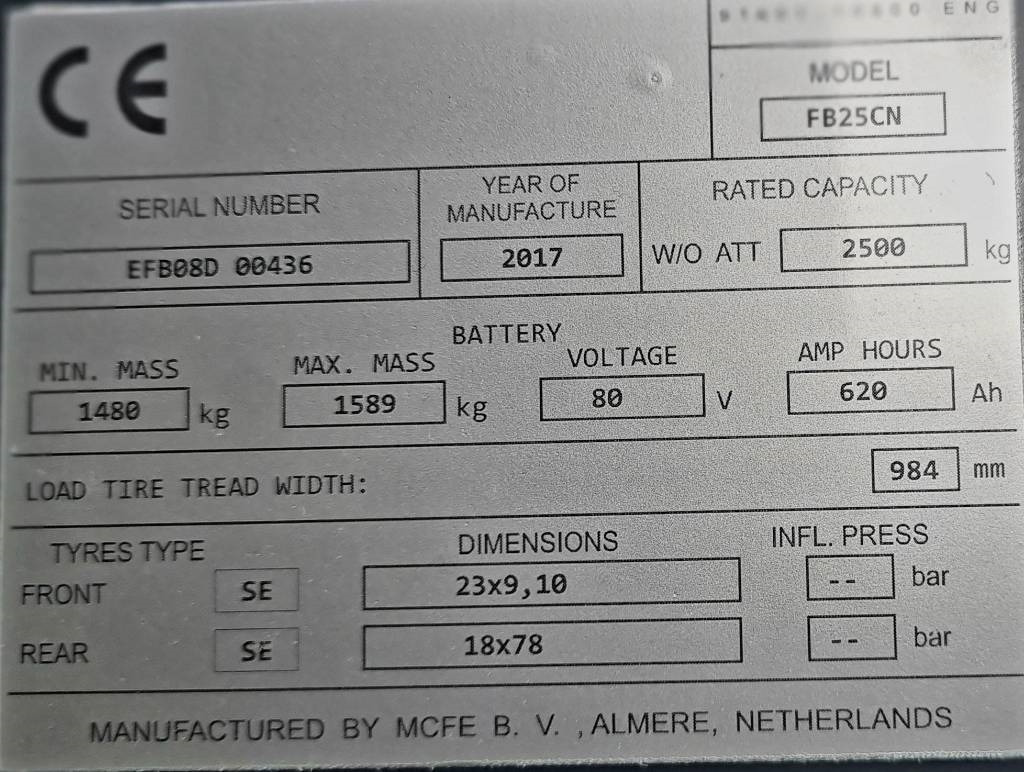 ENG
CE
MODEL
FB25CN
SERIAL NUMBER
EFB08D 00436
YEAR OF
MANUFACTURE
2017
RATED CAPACITY
W/O ATT 2500 kg
BATTERY
MIN. MASS MAX. MASS VOLTAGE AMP HOURS
1480 kg 1589 kg 80 V 620 Ah
LOAD TIRE TREAD WIDTH: 984 mm
TYRES TYPE DIMENSIONS INFL. PRESS
FRONT SE 23x9,10 -- bar
REAR SE 18x78 -- bar
MANUFACTURED BY MCFE B. V. , ALMERE, NETHERLANDS